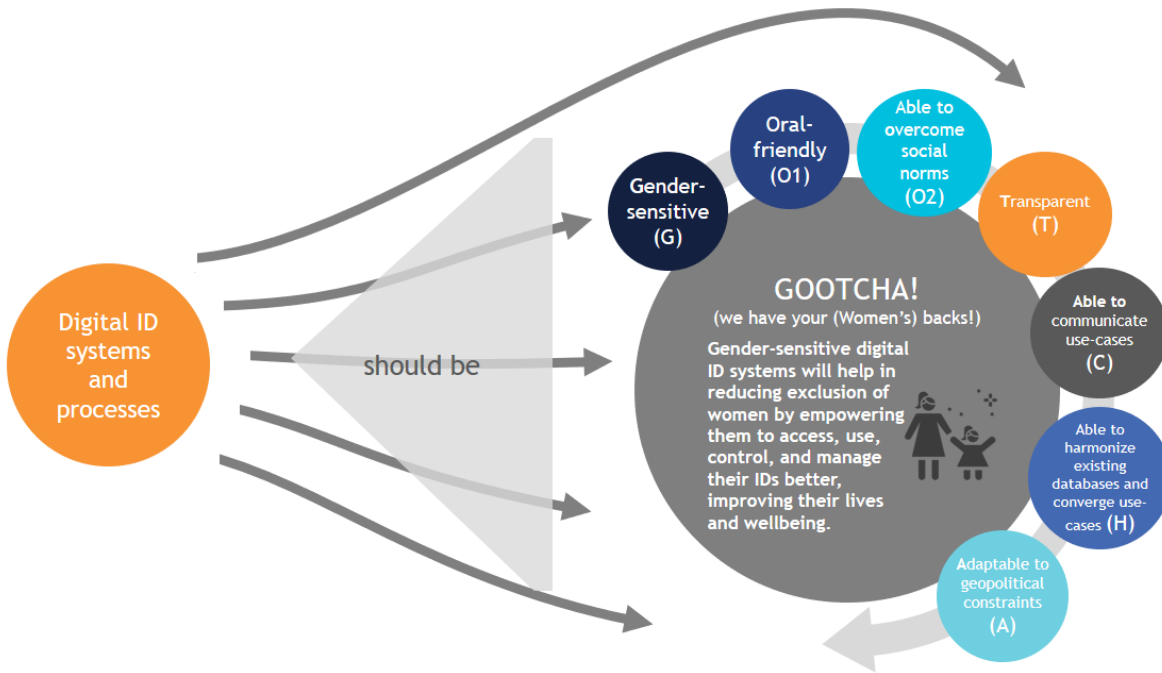 Digital ID
systems
and
processes
should be
Gender-
sensitive
(G)
Oral-
friendly
(O1)
Able to
overcome
social
norms
(O2)
Transparent
(T)
Able to
communicate
use-cases
(C)
Able to
harmonize
existing
databases and
converge use-
cases (H)
Adaptable to
geopolitical
constraints
(A)
GOOTCHA!
(we have your (Women's) backs!)
Gender-sensitive digital
ID systems will help in
reducing exclusion of
women by empowering
them to access, use,
control, and manage
their IDs better,
improving their lives
and wellbeing.